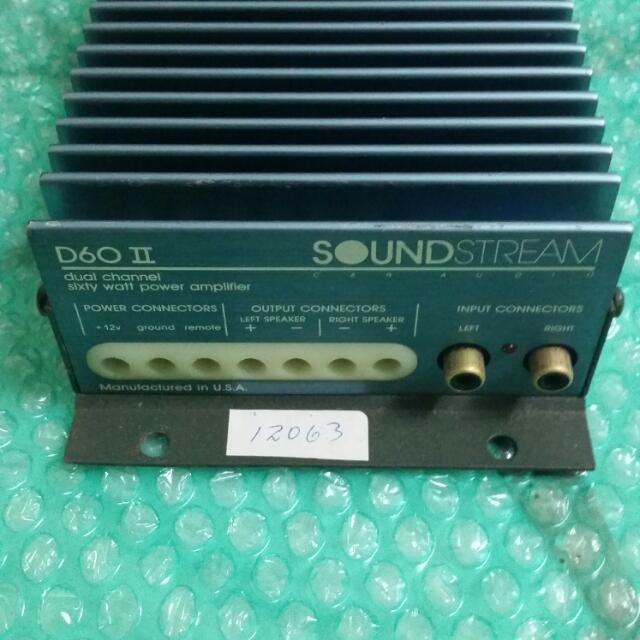 D60 II
SOUNDSTREAM
CAR AUDIO
dual channel
sixty watt power amplifier
POWER CONNECTORS
OUTPUT CONNECTORS
INPUT CONNECTORS
LEFT SPEAKER
RIGHT SPEAKER
LEFT
RIGHT
+12v ground remote + − − +
Manufactured in U.S.A.
12063